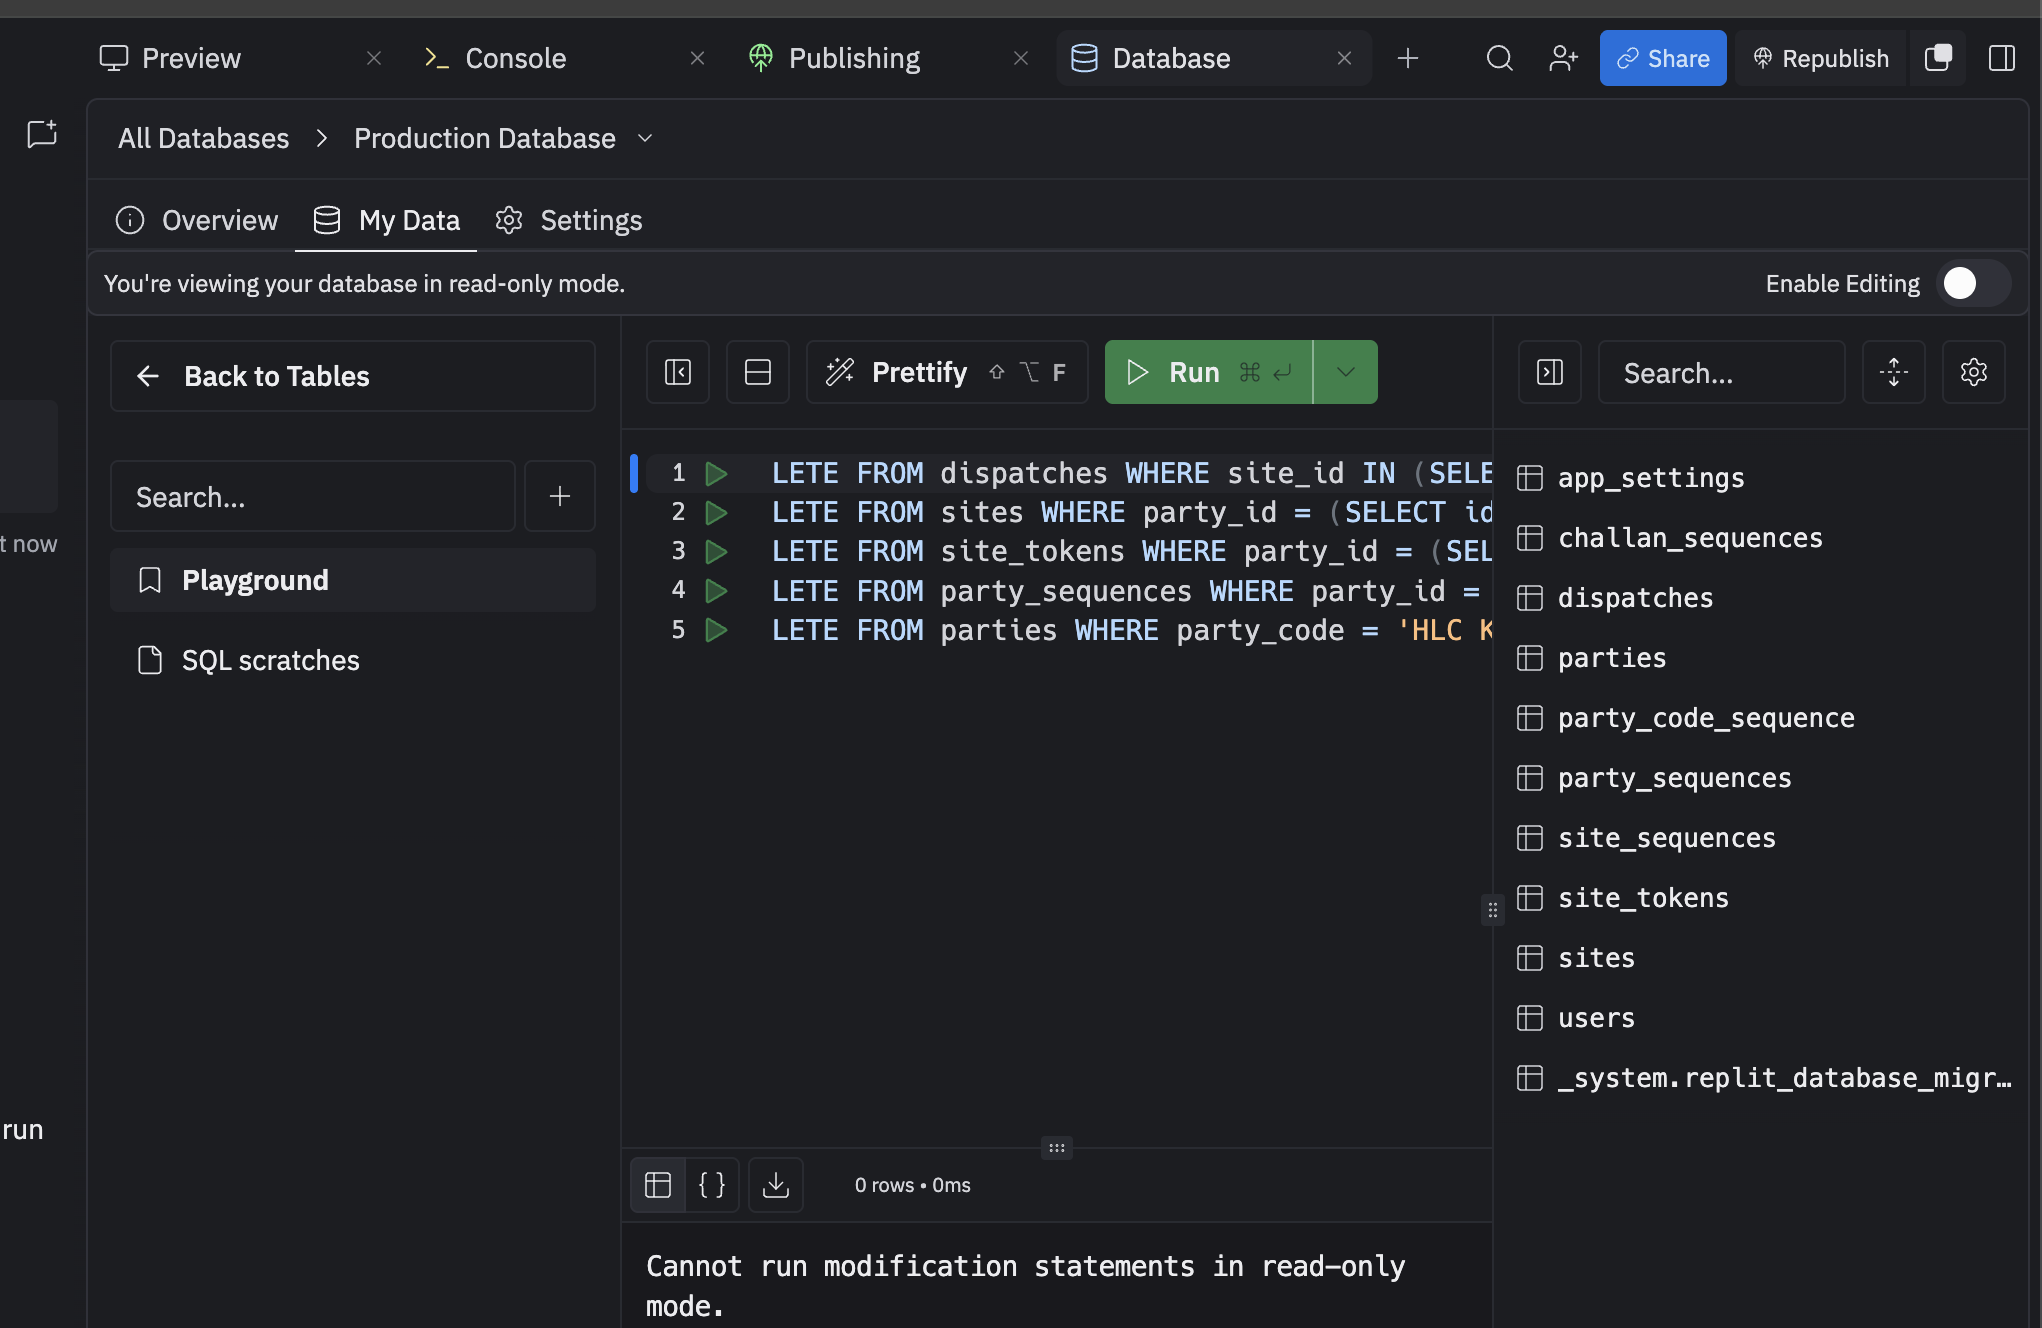 Preview
Console
Publishing
Database
Share
Republish
All Databases
Production Database
Overview
My Data
Settings
You're viewing your database in read-only mode.
Enable Editing
Back to Tables
Search...
Playground
SQL scratches
t now
run
Prettify ⇧ ⌥ F
Run ⌘ ↵
1 LETE FROM dispatches WHERE site_id IN (SELE
2 LETE FROM sites WHERE party_id = (SELECT id
3 LETE FROM site_tokens WHERE party_id = (SEL
4 LETE FROM party_sequences WHERE party_id =
5 LETE FROM parties WHERE party_code = 'HLC K
0 rows • 0ms
Cannot run modification statements in read-only
mode.
Search...
app_settings
challan_sequences
dispatches
parties
party_code_sequence
party_sequences
site_sequences
site_tokens
sites
users
_system.replit_database_migr…